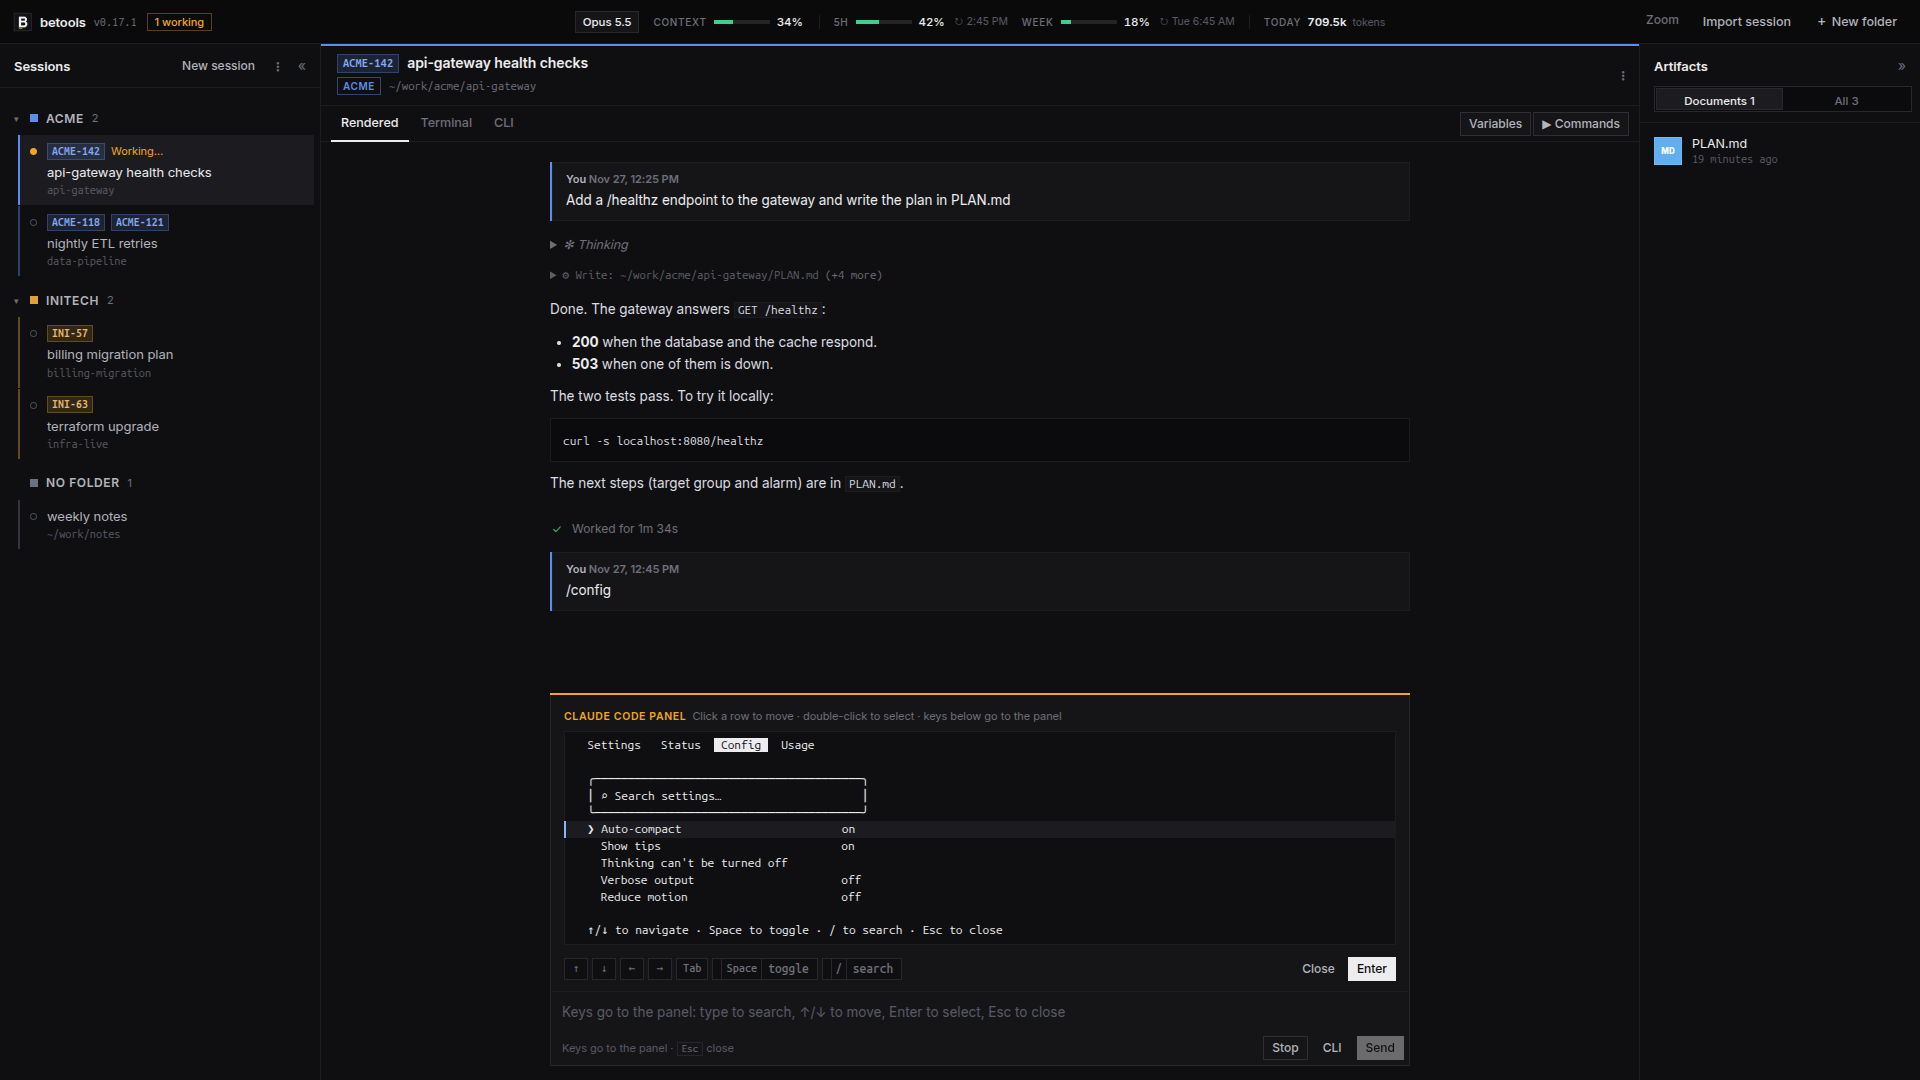 B betools v0.17.1 1 working
Opus 5.5 CONTEXT 34% 5H 42% ↻ 2:45 PM WEEK 18% ↻ Tue 6:45 AM TODAY 709.5k tokens
Zoom Import session + New folder
Sessions New session ⋮ «
▾ ACME 2
ACME-142 Working...
api-gateway health checks
api-gateway
ACME-118 ACME-121
nightly ETL retries
data-pipeline
▾ INITECH 2
INI-57
billing migration plan
billing-migration
INI-63
terraform upgrade
infra-live
NO FOLDER 1
weekly notes
~/work/notes
ACME-142 api-gateway health checks
ACME ~/work/acme/api-gateway
⋮
Rendered Terminal CLI
Variables ▶ Commands
You Nov 27, 12:25 PM
Add a /healthz endpoint to the gateway and write the plan in PLAN.md
▶ ✻ Thinking
▶ ⚙ Write: ~/work/acme/api-gateway/PLAN.md (+4 more)
Done. The gateway answers GET /healthz:
• 200 when the database and the cache respond.
• 503 when one of them is down.
The two tests pass. To try it locally:
curl -s localhost:8080/healthz
The next steps (target group and alarm) are in PLAN.md.
✓ Worked for 1m 34s
You Nov 27, 12:45 PM
/config
CLAUDE CODE PANEL Click a row to move · double-click to select · keys below go to the panel
Settings Status Config Usage
⌕ Search settings…
❯ Auto-compact on
Show tips on
Thinking can't be turned off
Verbose output off
Reduce motion off
↑/↓ to navigate · Space to toggle · / to search · Esc to close
↑ ↓ ← → Tab Space toggle / search
Close Enter
Keys go to the panel: type to search, ↑/↓ to move, Enter to select, Esc to close
Keys go to the panel · Esc close
Stop CLI Send
Artifacts »
Documents 1 All 3
MD PLAN.md
19 minutes ago